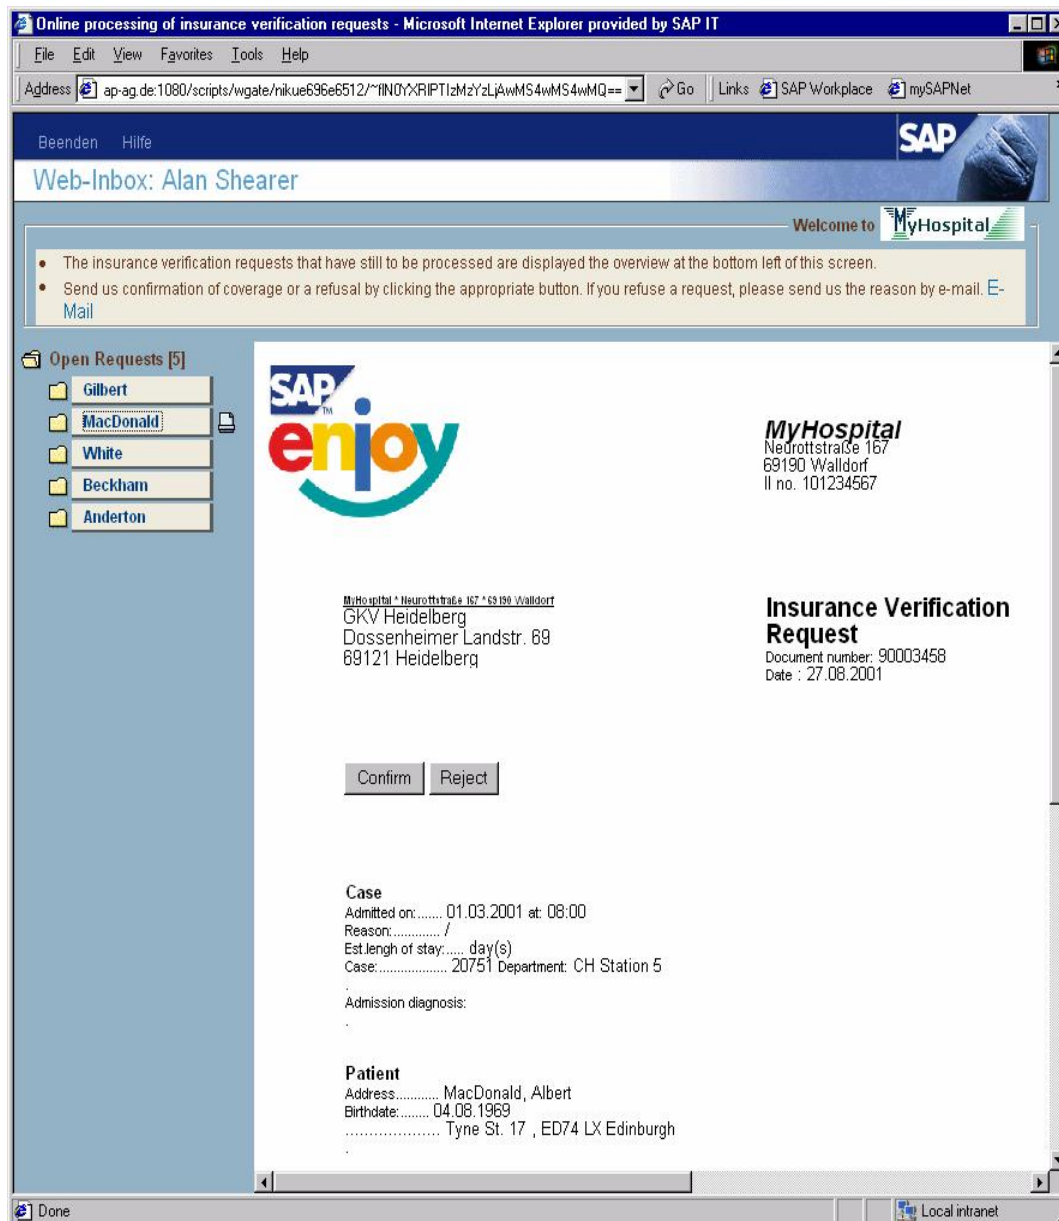 Online processing of insurance verification requests - Microsoft Internet Explorer provided by SAP IT
File Edit View Favorites Tools Help
Address ap-ag.de:1080/scripts/wgate/nikue696e6512/~flN0YXRlPTIzMzYzLjAwMS4wMS4wMQ== Go Links SAP Workplace mySAPNet
Beenden Hilfe
SAP
Web-Inbox: Alan Shearer
Welcome to MyHospital
• The insurance verification requests that have still to be processed are displayed the overview at the bottom left of this screen.
• Send us confirmation of coverage or a refusal by clicking the appropriate button. If you refuse a request, please send us the reason by e-mail. E-
Mail
Open Requests [5]
Gilbert
MacDonald
White
Beckham
Anderton
SAP
TM
enjoy
MyHospital
Neurottstraße 167
69190 Walldorf
II no. 101234567
MyHospital * Neurottstraße 167 * 69190 Walldorf
GKV Heidelberg
Dossenheimer Landstr. 69
69121 Heidelberg
Insurance Verification
Request
Document number: 90003458
Date : 27.08.2001
Confirm Reject
Case
Admitted on:....... 01.03.2001 at: 08:00
Reason:............. /
Est.lengh of stay:..... day(s)
Case:................... 20751 Department: CH Station 5
.
Admission diagnosis:
.
Patient
Address............ MacDonald, Albert
Birthdate:........ 04.08.1969
..................... Tyne St. 17 , ED74 LX Edinburgh
.
Done Local intranet